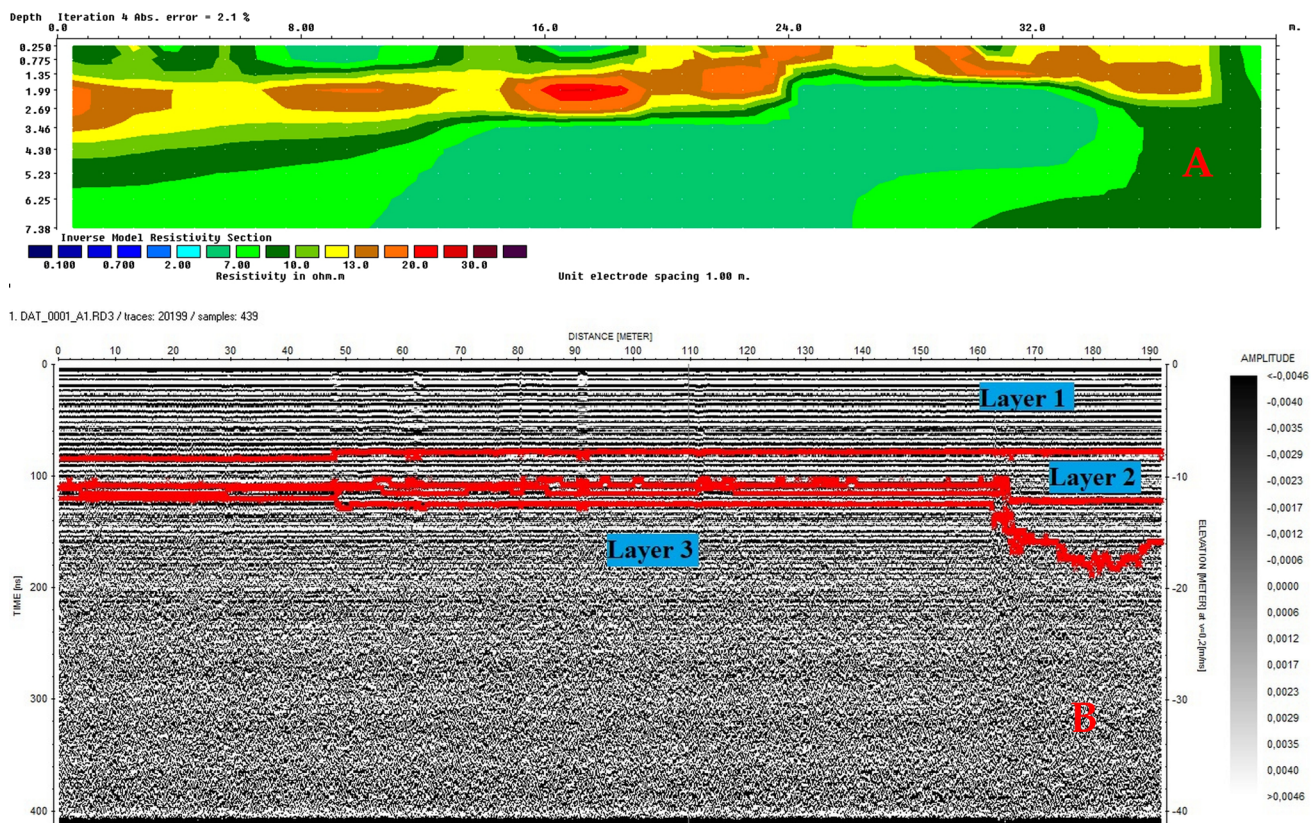 Depth Iteration 4 Abs. error = 2.1 %
0.0 8.00 16.0 24.0 32.0 m.
0.250
0.775
1.35
1.99
2.69
3.46
4.30
5.23
6.25
7.38
A
Inverse Model Resistivity Section
0.100 0.700 2.00 7.00 10.0 13.0 20.0 30.0
Resistivity in ohm.m Unit electrode spacing 1.00 m.
1. DAT_0001_A1.RD3 / traces: 20199 / samples: 439
DISTANCE [METER]
0 10 20 30 40 50 60 70 80 90 100 110 120 130 140 150 160 170 180 190
0
100
200
300
400
TIME [ns]
Layer 1
Layer 2
Layer 3
B
0
-10
-20
-30
-40
ELEVATION [METER] at v=0,2[m/ns]
AMPLITUDE
<-0,0046
-0,0040
-0,0035
-0,0029
-0,0023
-0,0017
-0,0012
-0,0006
0,0000
0,0006
0,0012
0,0017
0,0023
0,0029
0,0035
0,0040
>0,0046